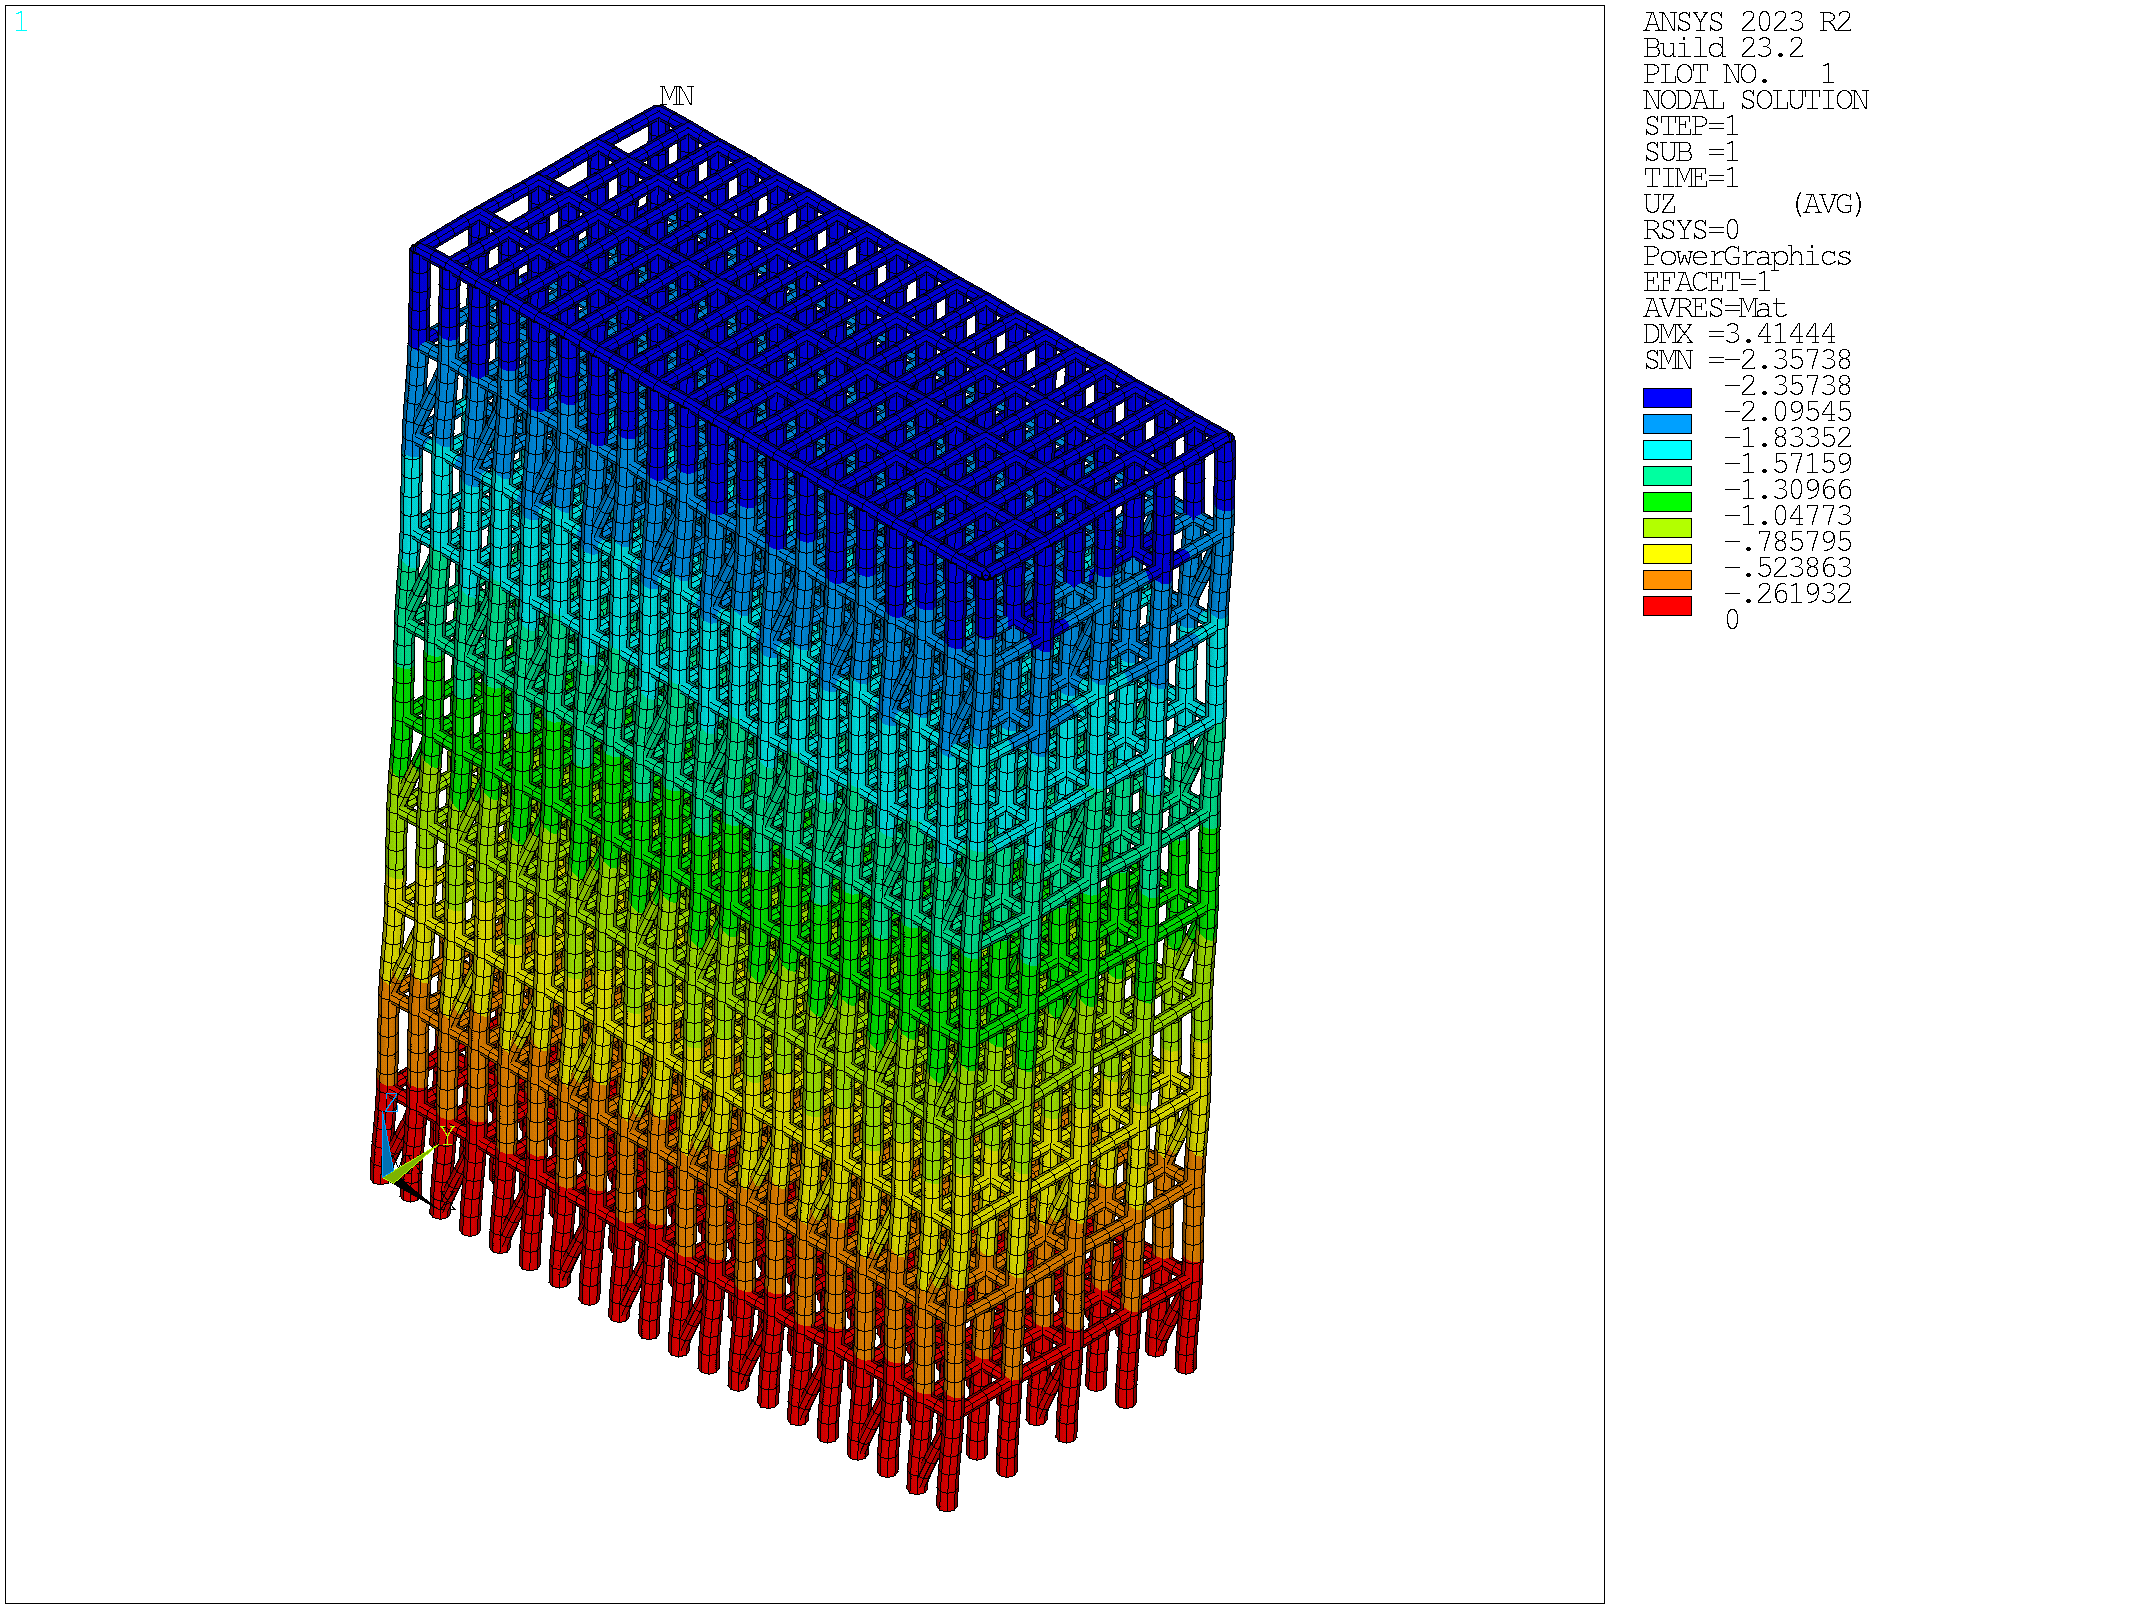 1
MN
Z
Y
X
ANSYS 2023 R2
Build 23.2
PLOT NO.   1
NODAL SOLUTION
STEP=1
SUB =1
TIME=1
UZ       (AVG)
RSYS=0
PowerGraphics
EFACET=1
AVRES=Mat
DMX =3.41444
SMN =-2.35738
-2.35738
-2.09545
-1.83352
-1.57159
-1.30966
-1.04773
-.785795
-.523863
-.261932
0